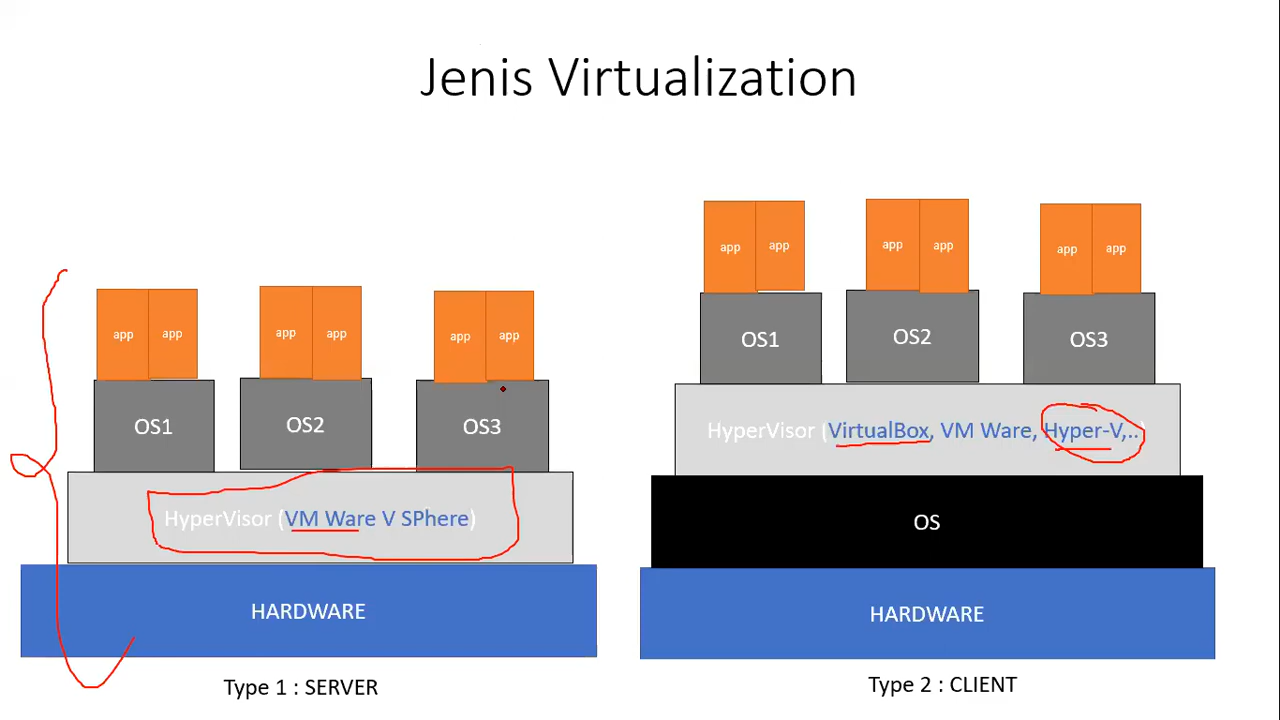 Jenis Virtualization
app app
app app
app app
OS1
OS2
OS3
HyperVisor (VM Ware V SPhere)
HARDWARE
Type 1 : SERVER
app app
app app
app app
OS1
OS2
OS3
HyperVisor (VirtualBox, VM Ware, Hyper-V,..)
OS
HARDWARE
Type 2 : CLIENT